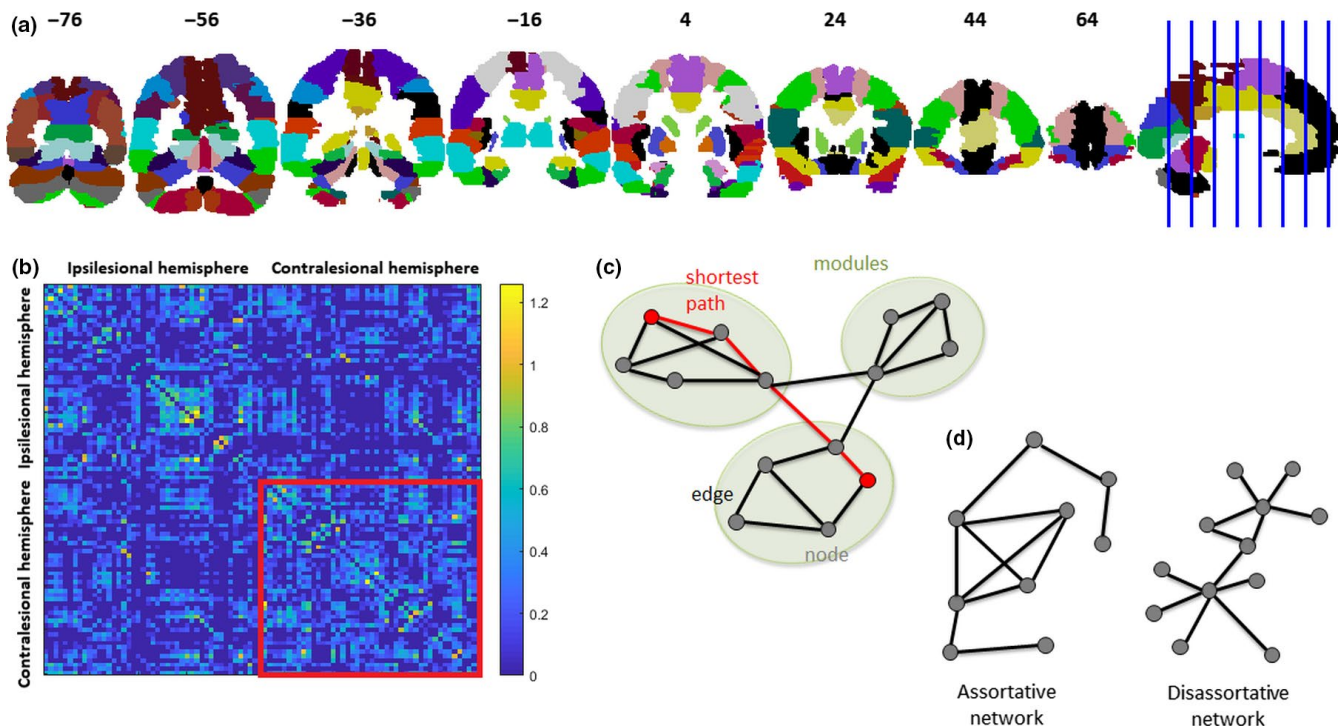 (a)
−76 −56 −36 −16 4 24 44 64
(b)
Ipsilesional hemisphere Contralesional hemisphere
Ipsilesional hemisphere
Contralesional hemisphere
1.2
1
0.8
0.6
0.4
0.2
0
(c)
shortest
path
modules
edge
node
(d)
Assortative
network
Disassortative
network